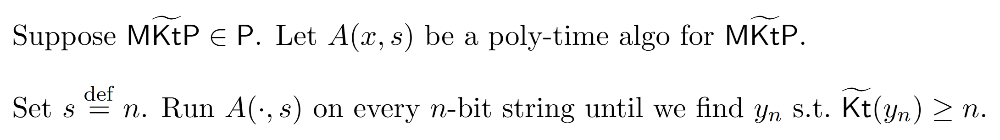 Suppose $\mathsf{M\widetilde{Kt}P} \in \mathsf{P}$. Let $A(x, s)$ be a poly-time algo for $\mathsf{M\widetilde{Kt}P}$.
Set $s \stackrel{\text{def}}{=} n$. Run $A(\cdot, s)$ on every $n$-bit string until we find $y_n$ s.t. $\widetilde{\mathsf{Kt}}(y_n) \geq n$.